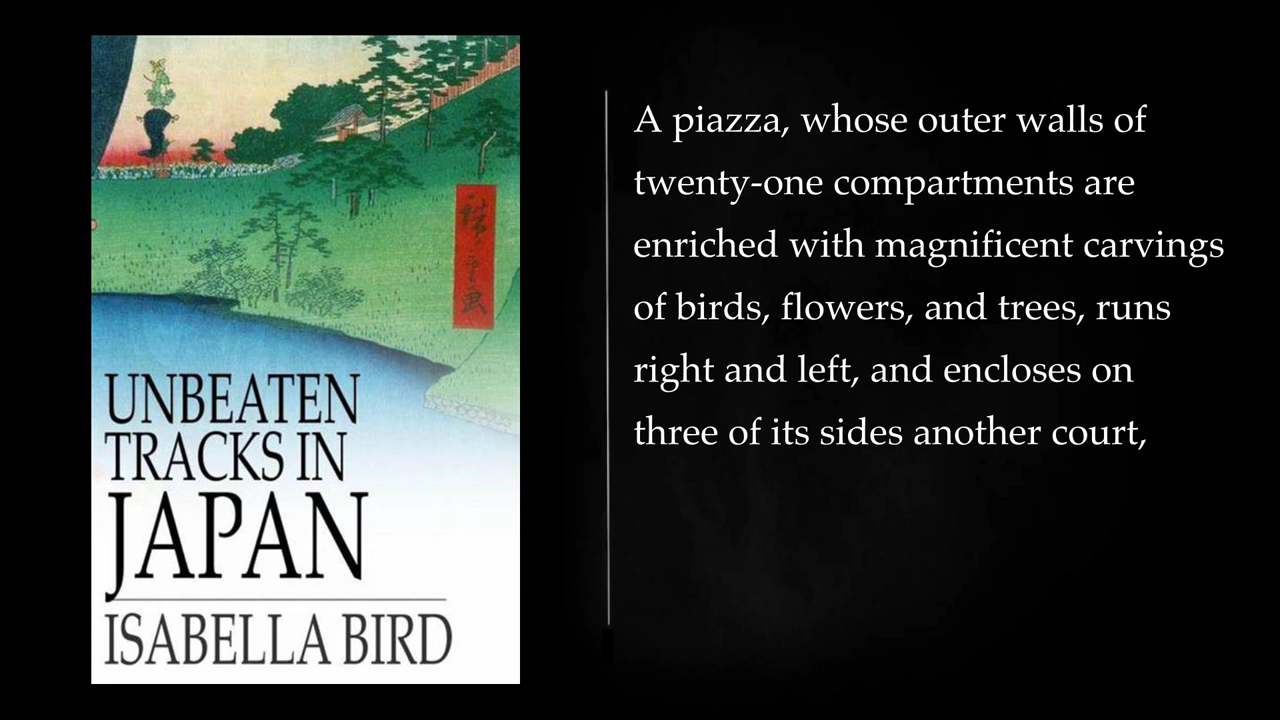 UNBEATEN
TRACKS IN
JAPAN
ISABELLA BIRD
A piazza, whose outer walls of
twenty-one compartments are
enriched with magnificent carvings
of birds, flowers, and trees, runs
right and left, and encloses on
three of its sides another court,